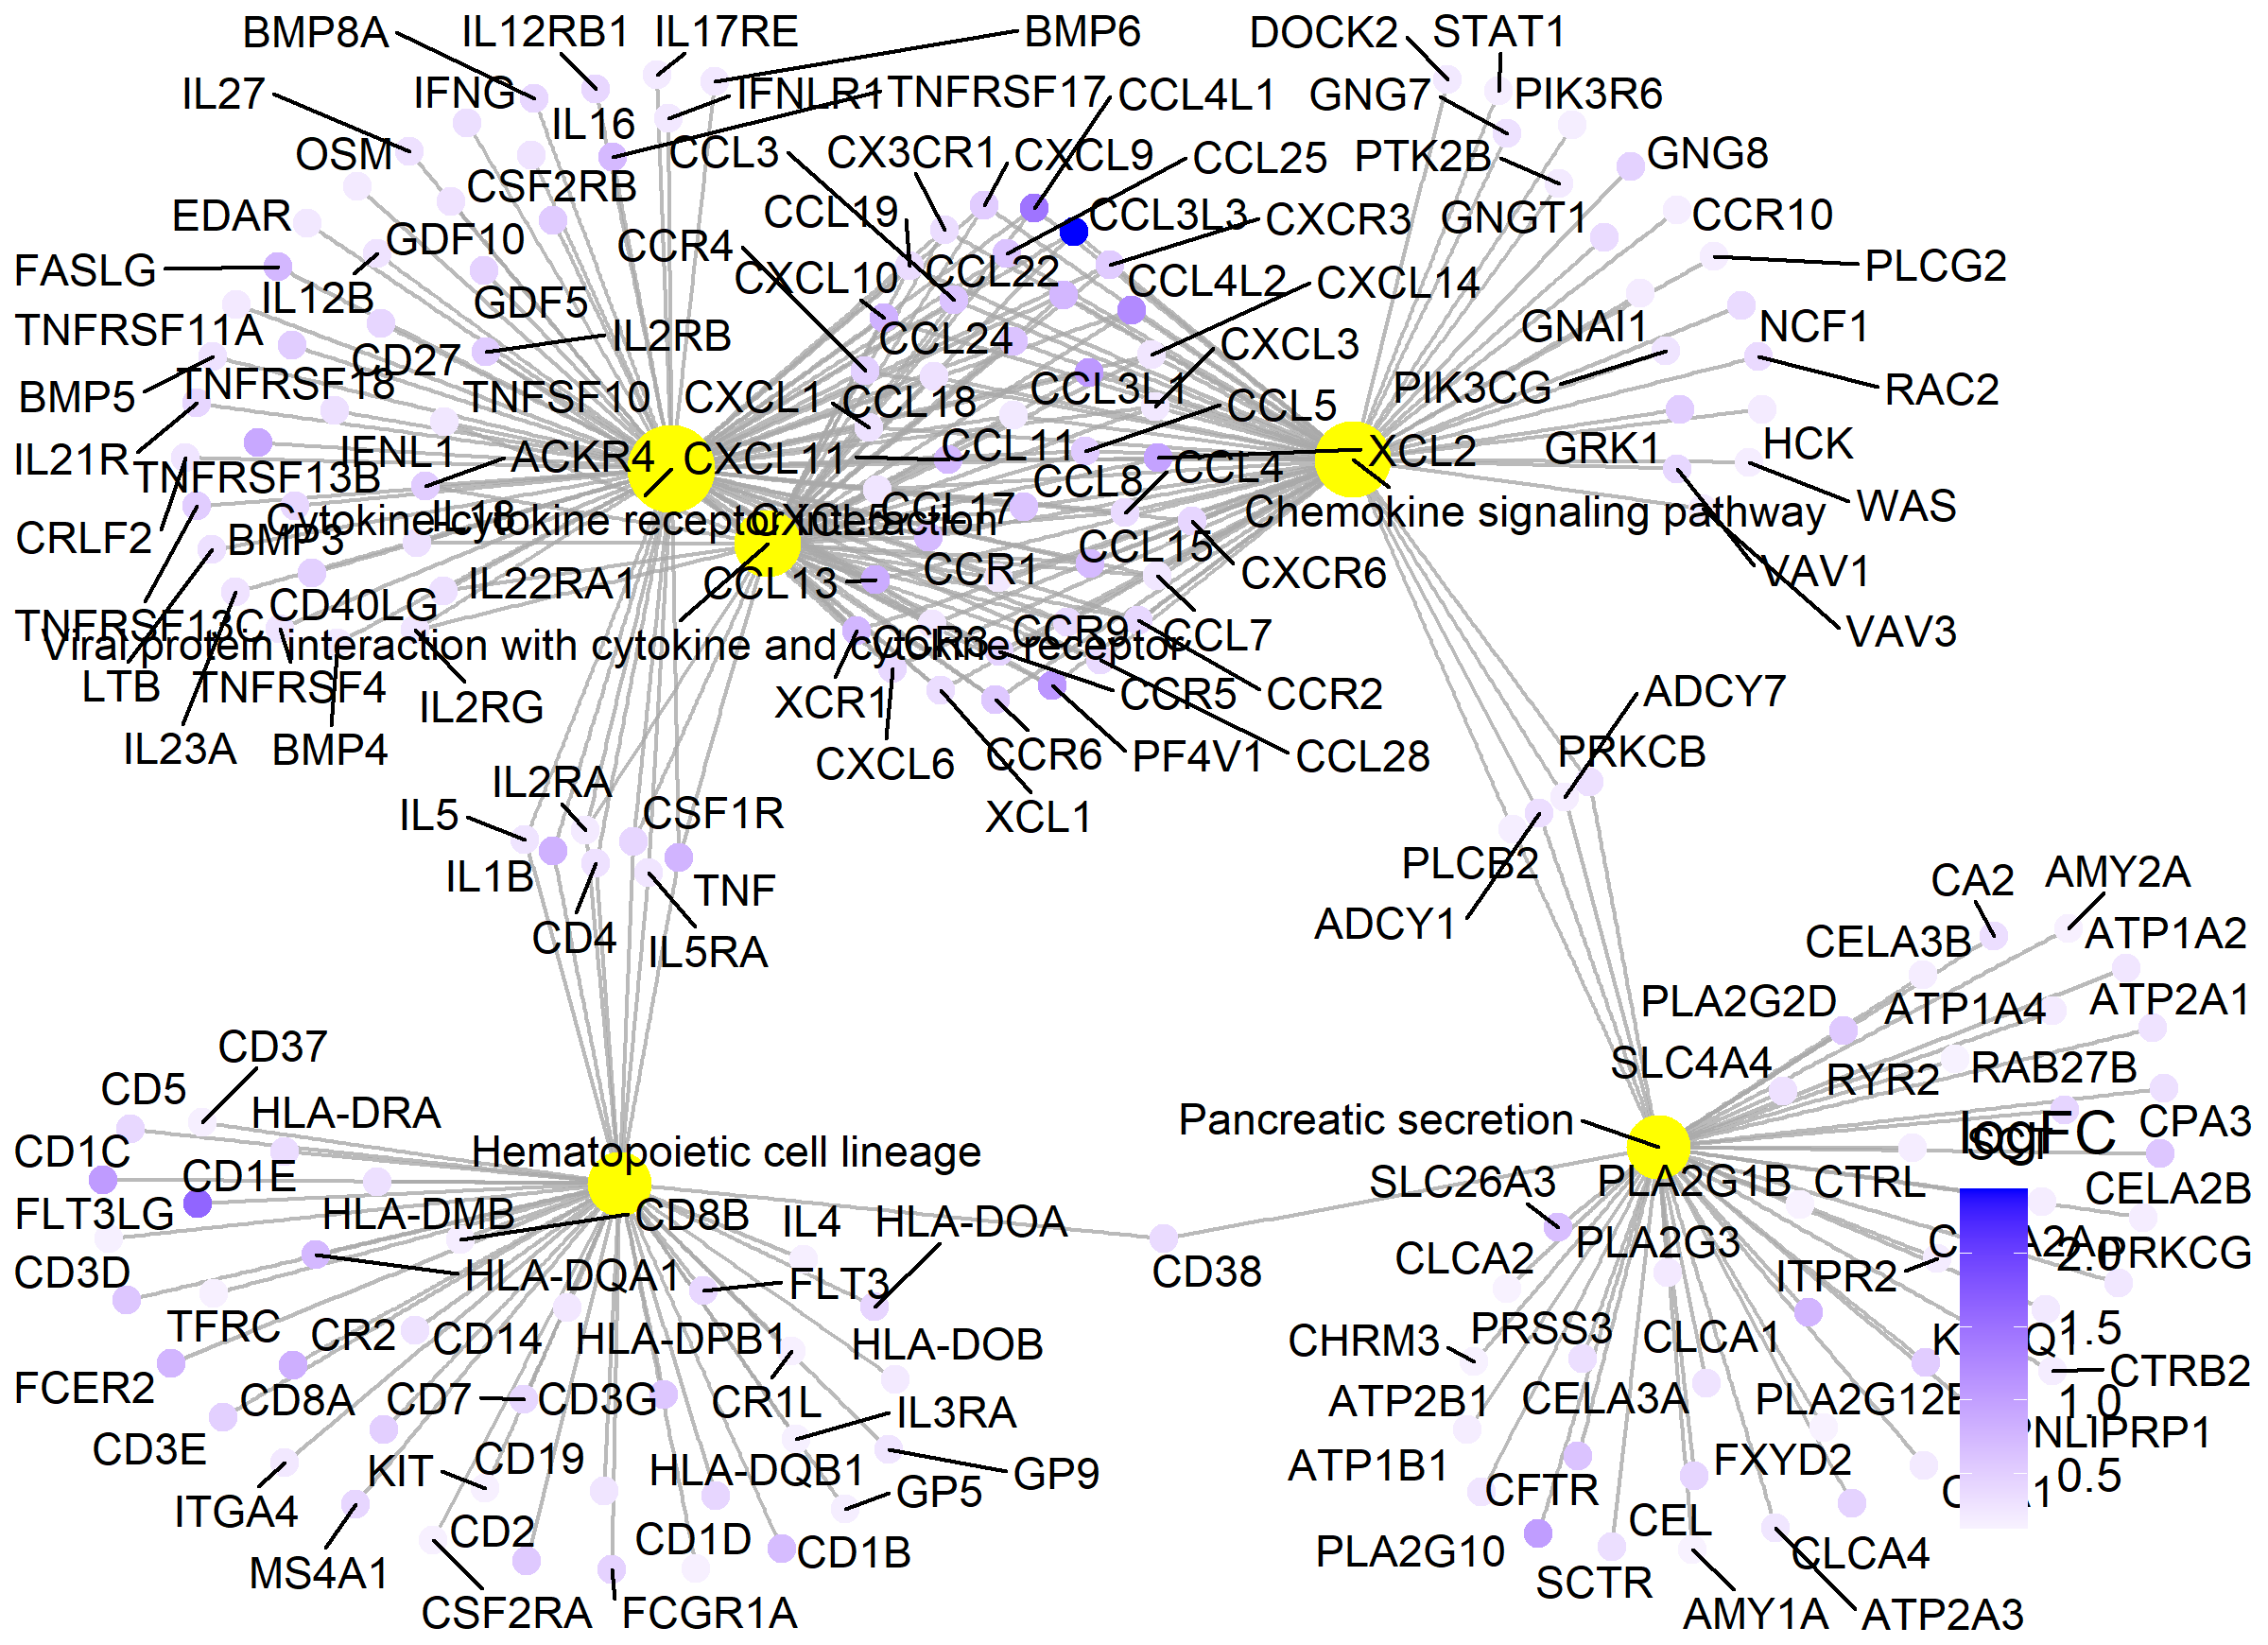 BMP8A
IL12RB1
IL17RE
BMP6
DOCK2
STAT1
IL27
IFNG
IFNLR1
TNFRSF17
CCL4L1
GNG7
PIK3R6
IL16
OSM
CCL3
CX3CR1
CXCL9
CCL25
PTK2B
GNG8
CSF2RB
EDAR
CCL19
CCL3L3
CXCR3
GNGT1
CCR10
GDF10
CCR4
FASLG
CXCL10
CCL22
CCL4L2
CXCL14
PLCG2
IL12B
GDF5
TNFRSF11A
IL2RB
CCL24
CXCL3
GNAI1
NCF1
CD27
BMP5
TNFRSF18
TNFSF10
CXCL1
CCL18
CCL3L1
CCL5
PIK3CG
RAC2
IL21R
IFNL1
ACKR4
CXCL11
CCL11
XCL2
GRK1
HCK
TNFRSF13B
CCL8
CCL4
CRLF2
BMP3
IL18
Cytokine-cytokine receptor interaction
CXCL5
CCL17
Chemokine signaling pathway
WAS
CCL15
CXCR6
VAV1
IL22RA1
CCL13
CCR1
TNFRSF13C
CD40LG
VAV3
Viral protein interaction with cytokine and cytokine receptor
CCR3
CCR9
CCL7
LTB
TNFRSF4
IL2RG
XCR1
CCR5
CCR2
ADCY7
IL23A
BMP4
CXCL6
CCR6
PF4V1
CCL28
PRKCB
IL2RA
XCL1
IL5
CSF1R
IL1B
TNF
PLCB2
CA2
AMY2A
CD4
IL5RA
ADCY1
CELA3B
ATP1A2
PLA2G2D
ATP1A4
ATP2A1
CD37
CD5
HLA-DRA
SLC4A4
RYR2
RAB27B
Pancreatic secretion
CPA3
logFC
SCT
CD1C
CD1E
Hematopoietic cell lineage
SLC26A3
PLA2G1B
CTRL
CELA2B
FLT3LG
HLA-DMB
CD8B
IL4
HLA-DOA
CLCA2
PLA2G3
PRKCG
2.0
CD3D
HLA-DQA1
FLT3
CD38
ITPR2
TFRC
CR2
CD14
HLA-DPB1
HLA-DOB
CHRM3
PRSS3
CLCA1
1.5
FCER2
CD8A
CD7
CD3G
CR1L
IL3RA
ATP2B1
CELA3A
CTRB2
1.0
CD3E
KIT
CD19
HLA-DQB1
GP5
GP9
ATP1B1
CFTR
FXYD2
PNLIPRP1
0.5
ITGA4
CD2
CD1D
CD1B
PLA2G10
CEL
CLCA4
MS4A1
CSF2RA
FCGR1A
SCTR
AMY1A
ATP2A3